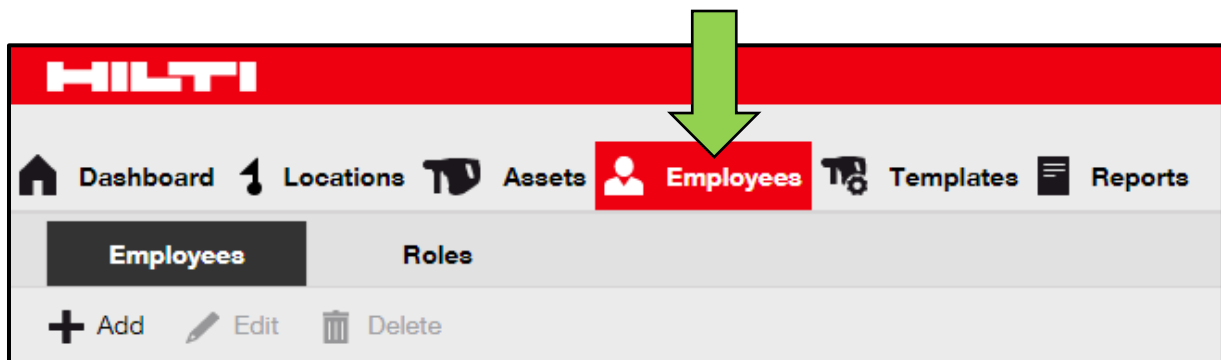 HILTI
Dashboard Locations Assets Employees Templates Reports
Employees Roles
Add Edit Delete